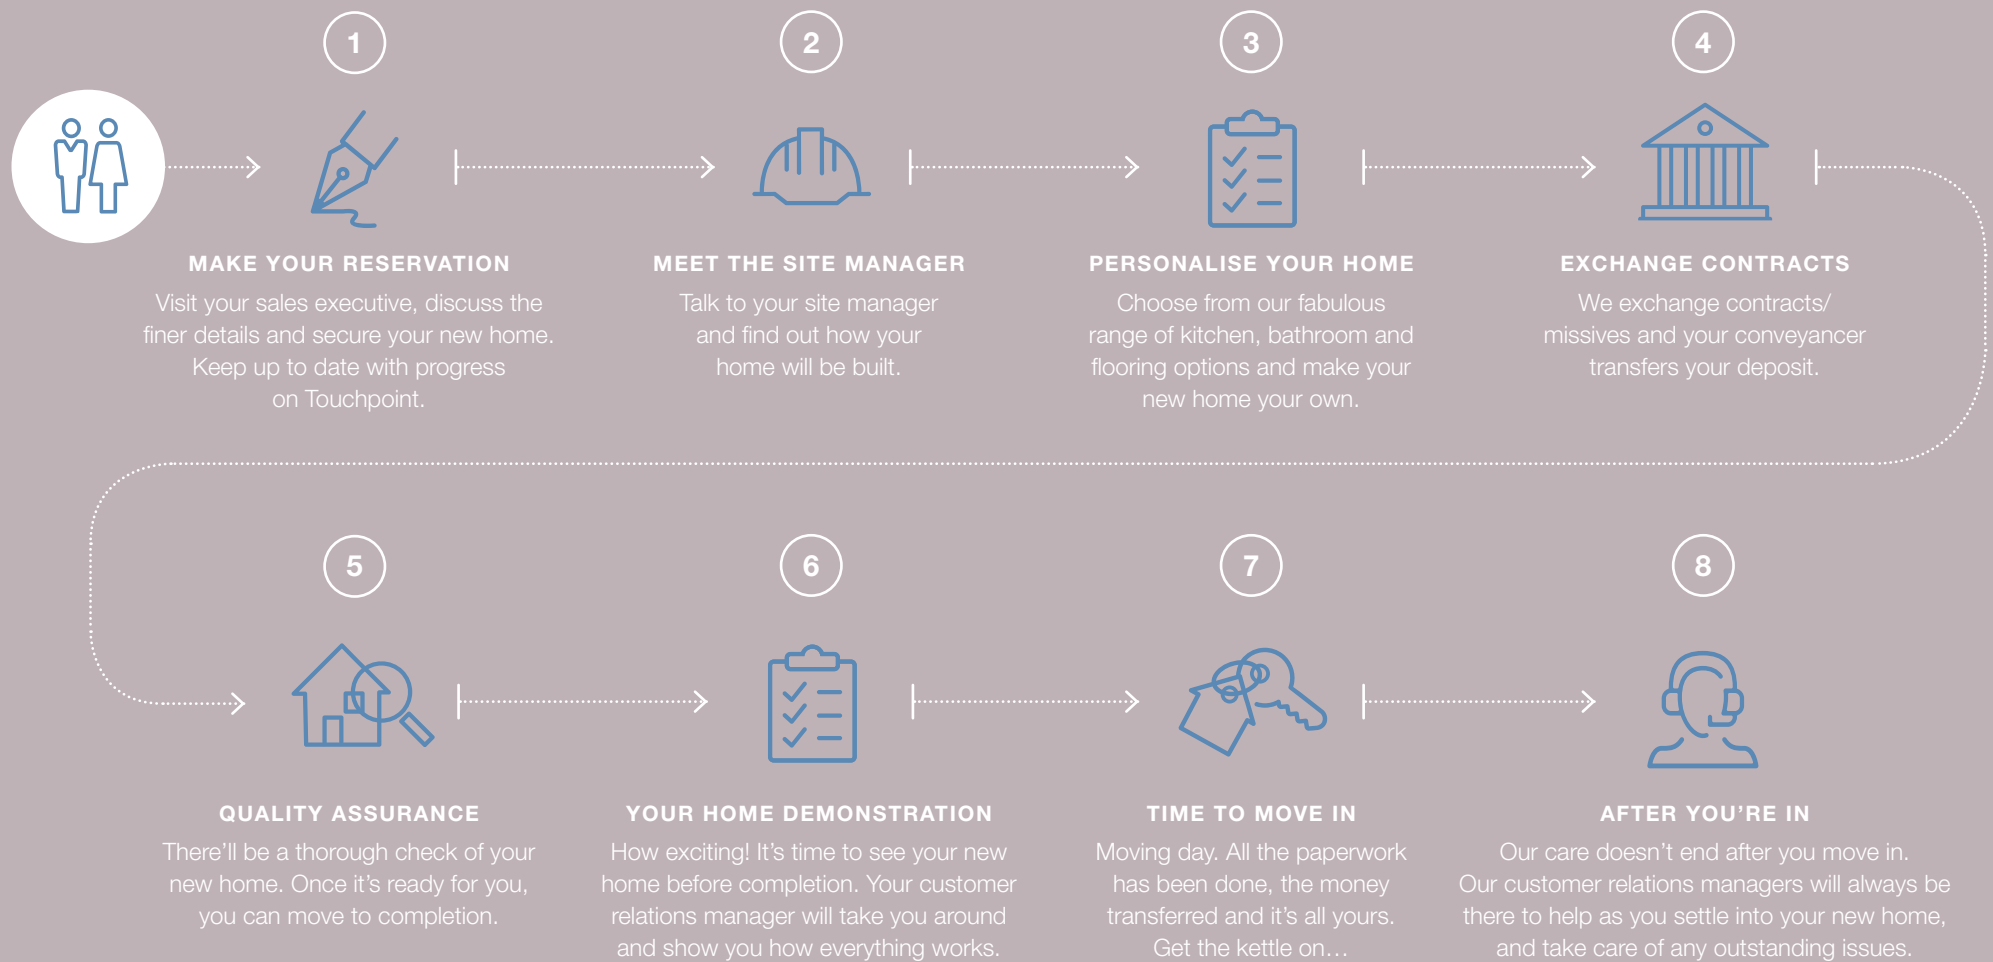 1
MAKE YOUR RESERVATION
Visit your sales executive, discuss the
finer details and secure your new home.
Keep up to date with progress
on Touchpoint.
2
MEET THE SITE MANAGER
Talk to your site manager
and find out how your
home will be built.
3
PERSONALISE YOUR HOME
Choose from our fabulous
range of kitchen, bathroom and
flooring options and make your
new home your own.
4
EXCHANGE CONTRACTS
We exchange contracts/
missives and your conveyancer
transfers your deposit.
5
QUALITY ASSURANCE
There’ll be a thorough check of your
new home. Once it’s ready for you,
you can move to completion.
6
YOUR HOME DEMONSTRATION
How exciting! It’s time to see your new
home before completion. Your customer
relations manager will take you around
and show you how everything works.
7
TIME TO MOVE IN
Moving day. All the paperwork
has been done, the money
transferred and it’s all yours.
Get the kettle on…
8
AFTER YOU’RE IN
Our care doesn’t end after you move in.
Our customer relations managers will always be
there to help as you settle into your new home,
and take care of any outstanding issues.